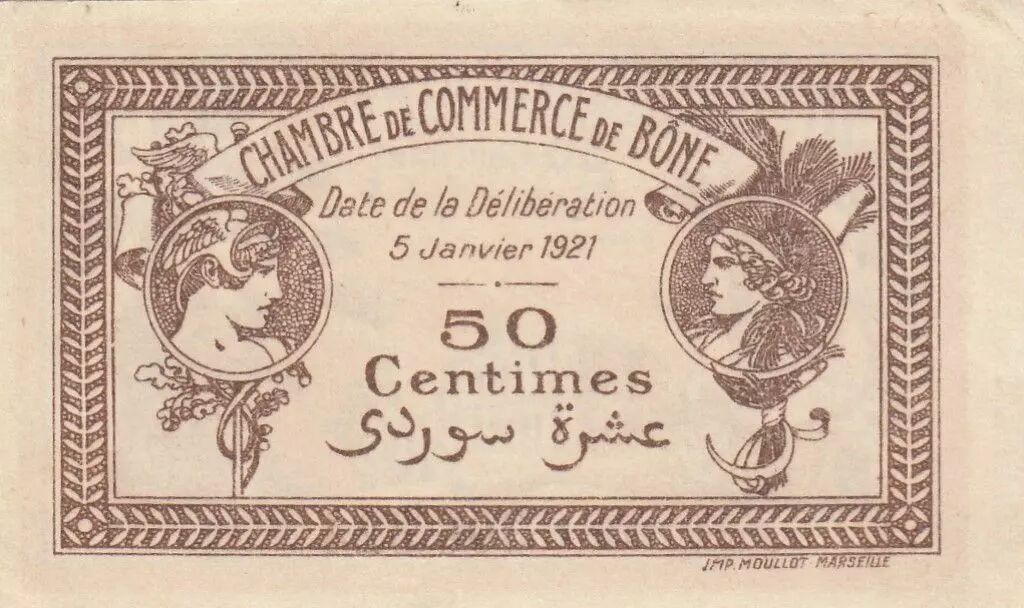 CHAMBRE DE COMMERCE DE BÔNE
Date de la Délibération
5 Janvier 1921
50
Centimes
عشرة سوردى
IMP. MOULLOT MARSEILLE